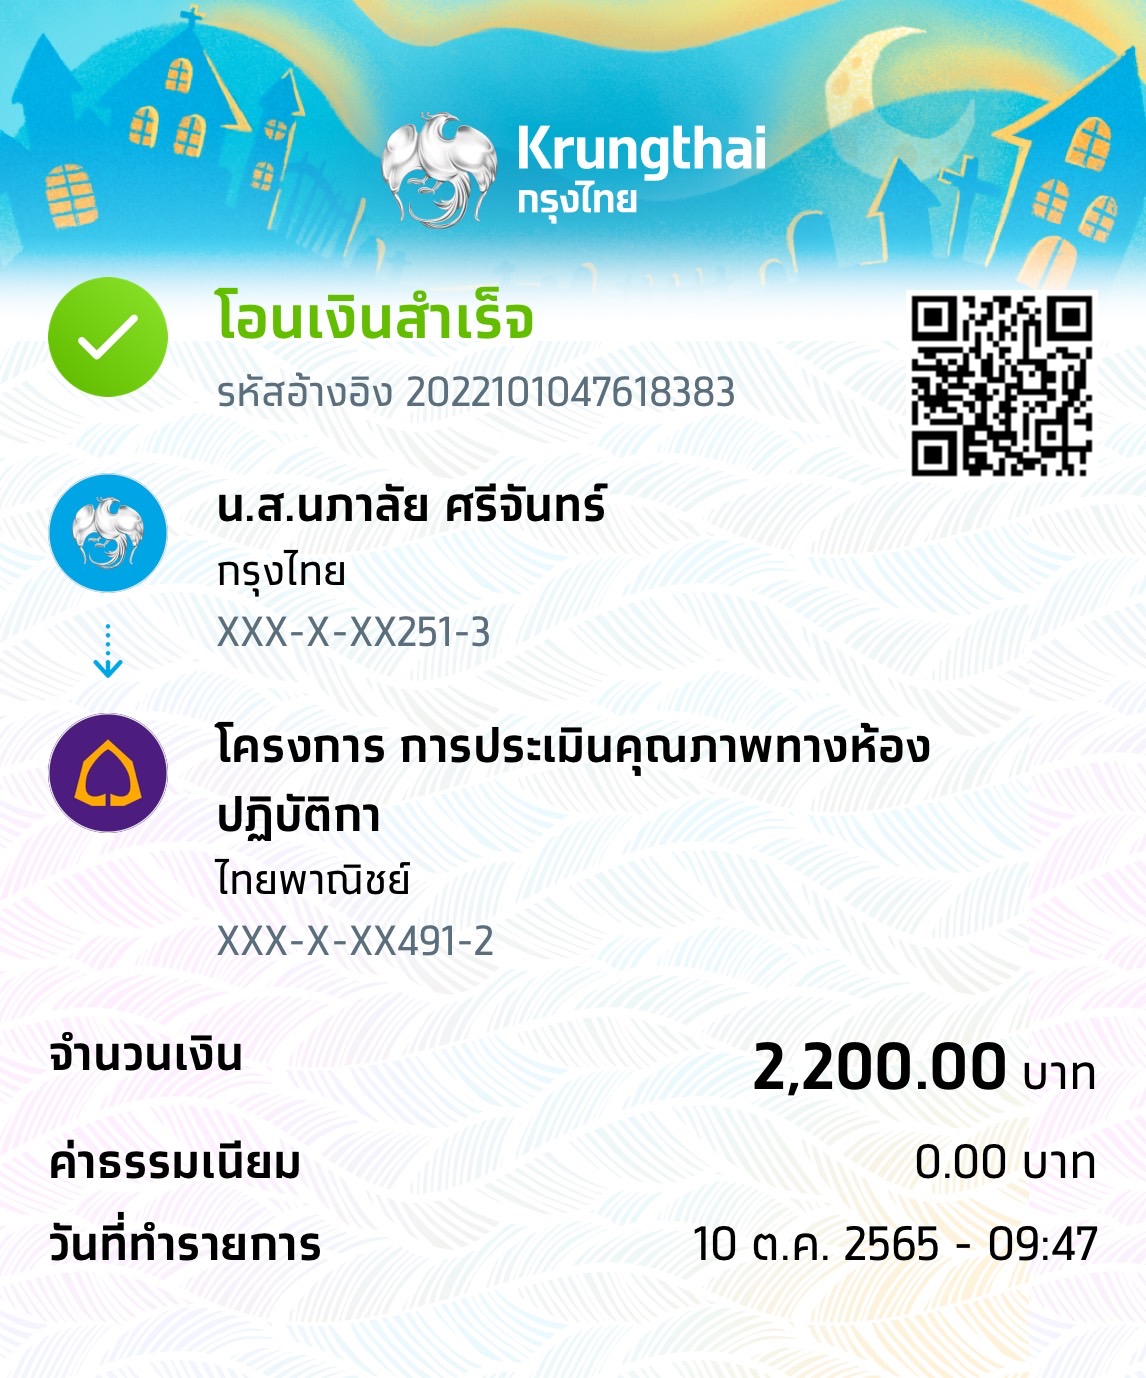 Krungthai
กรุงไทย
โอนเงินสำเร็จ
รหัสอ้างอิง 2022101047618383
น.ส.นภาลัย ศรีจันทร์
กรุงไทย
XXX-X-XX251-3
โครงการ การประเมินคุณภาพทางห้อง
ปฏิบัติกา
ไทยพาณิชย์
XXX-X-XX491-2
จำนวนเงิน 2,200.00 บาท
ค่าธรรมเนียม 0.00 บาท
วันที่ทำรายการ 10 ต.ค. 2565 - 09:47